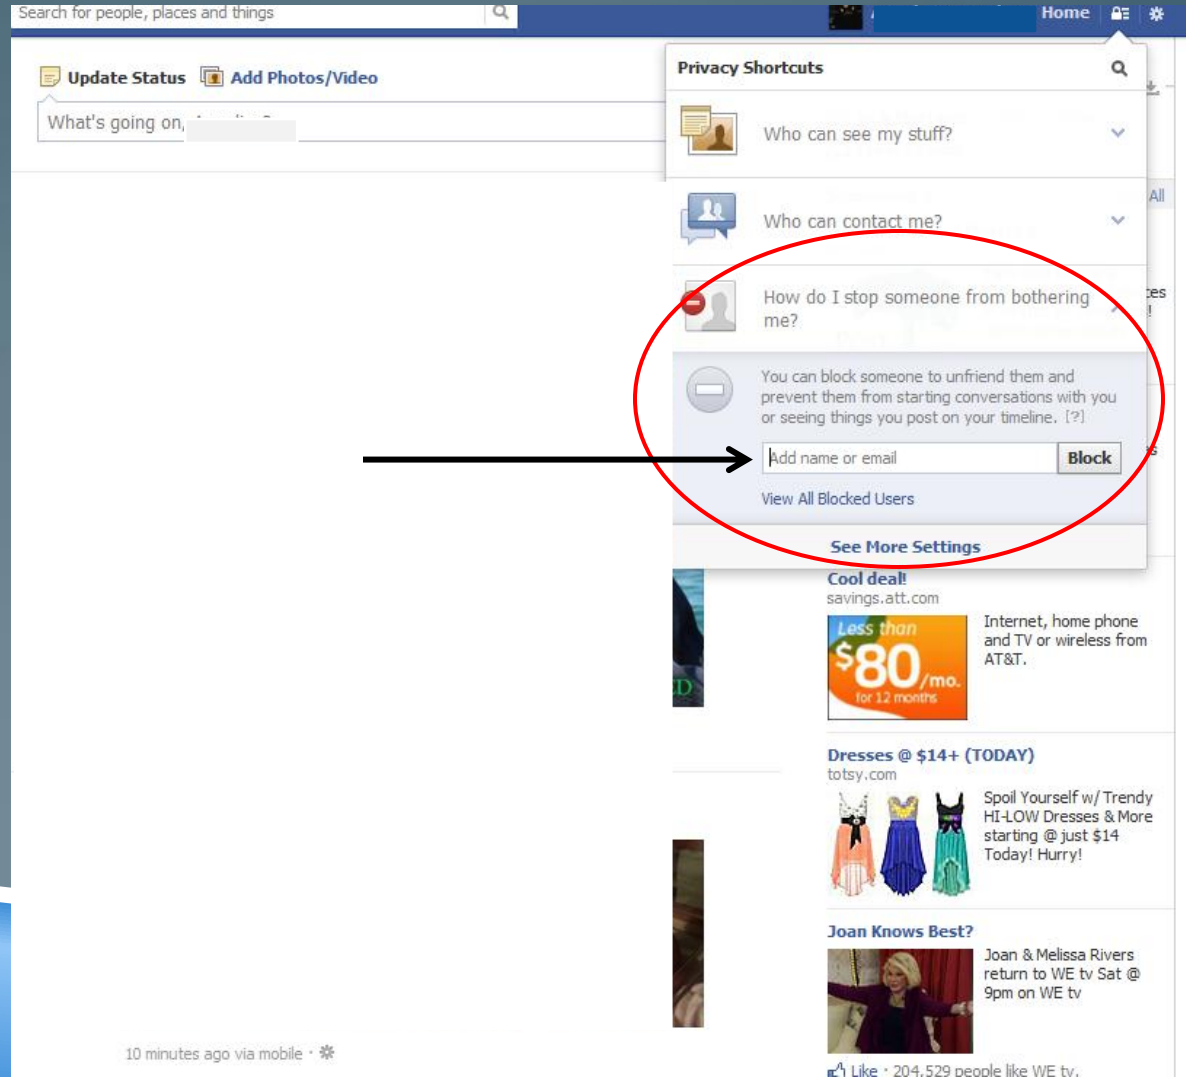 Search for people, places and things
Home
Update Status Add Photos/Video
What's going on,
Privacy Shortcuts
Who can see my stuff?
All
Who can contact me?
How do I stop someone from bothering
me?
You can block someone to unfriend them and
prevent them from starting conversations with you
or seeing things you post on your timeline. [?]
Add name or email Block
View All Blocked Users
See More Settings
Cool deal!
savings.att.com
Less than
$80/mo.
for 12 months
Internet, home phone
and TV or wireless from
AT&T.
Dresses @ $14+ (TODAY)
totsy.com
Spoil Yourself w/ Trendy
HI-LOW Dresses & More
starting @ just $14
Today! Hurry!
Joan Knows Best?
Joan & Melissa Rivers
return to WE tv Sat @
9pm on WE tv
10 minutes ago via mobile ·
Like · 204,529 people like WE tv.